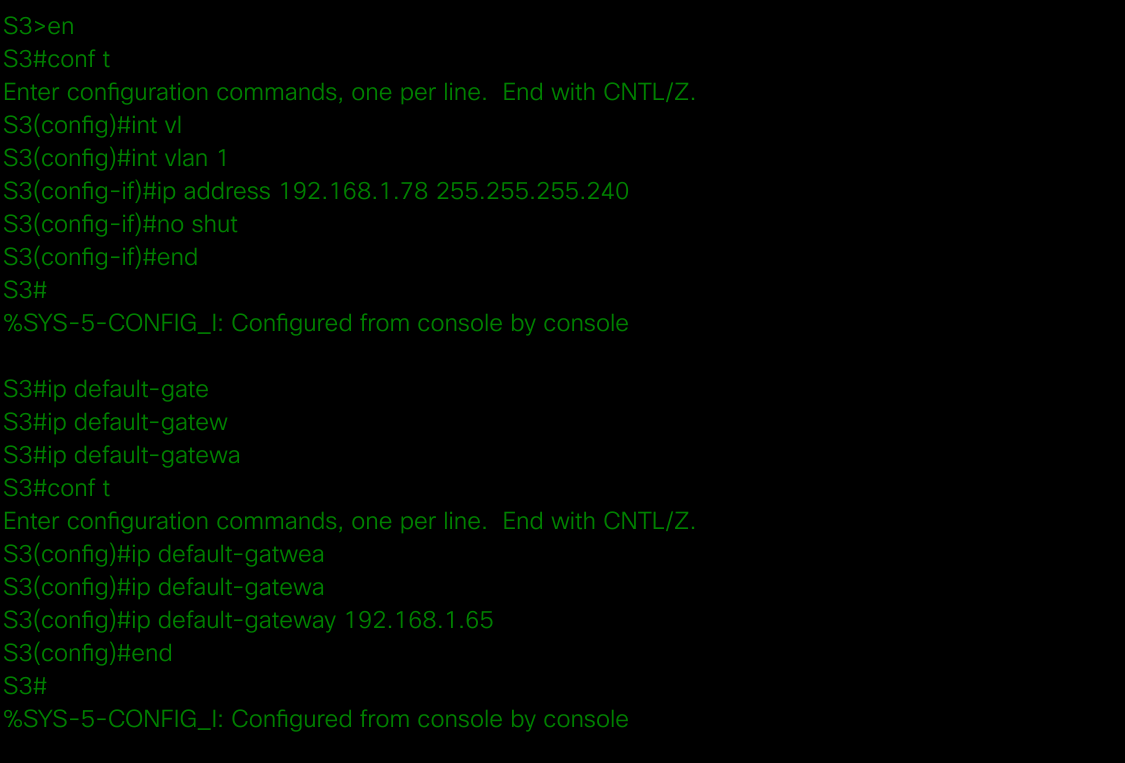 S3>en
S3#conf t
Enter configuration commands, one per line.  End with CNTL/Z.
S3(config)#int vl
S3(config)#int vlan 1
S3(config-if)#ip address 192.168.1.78 255.255.255.240
S3(config-if)#no shut
S3(config-if)#end
S3#
%SYS-5-CONFIG_I: Configured from console by console

S3#ip default-gate
S3#ip default-gatew
S3#ip default-gatewa
S3#conf t
Enter configuration commands, one per line.  End with CNTL/Z.
S3(config)#ip default-gatwea
S3(config)#ip default-gatewa
S3(config)#ip default-gateway 192.168.1.65
S3(config)#end
S3#
%SYS-5-CONFIG_I: Configured from console by console